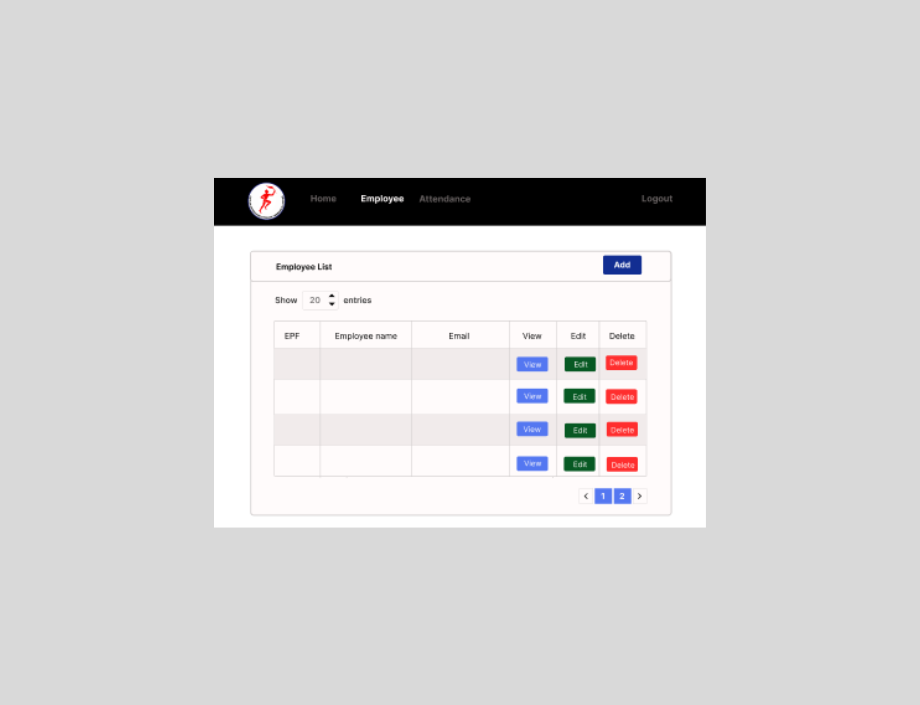 Home Employee Attendance Logout
Employee List Add
Show 20 entries
EPF Employee name Email View Edit Delete
View Edit Delete
View Edit Delete
View Edit Delete
View Edit Delete
< 1 2 >